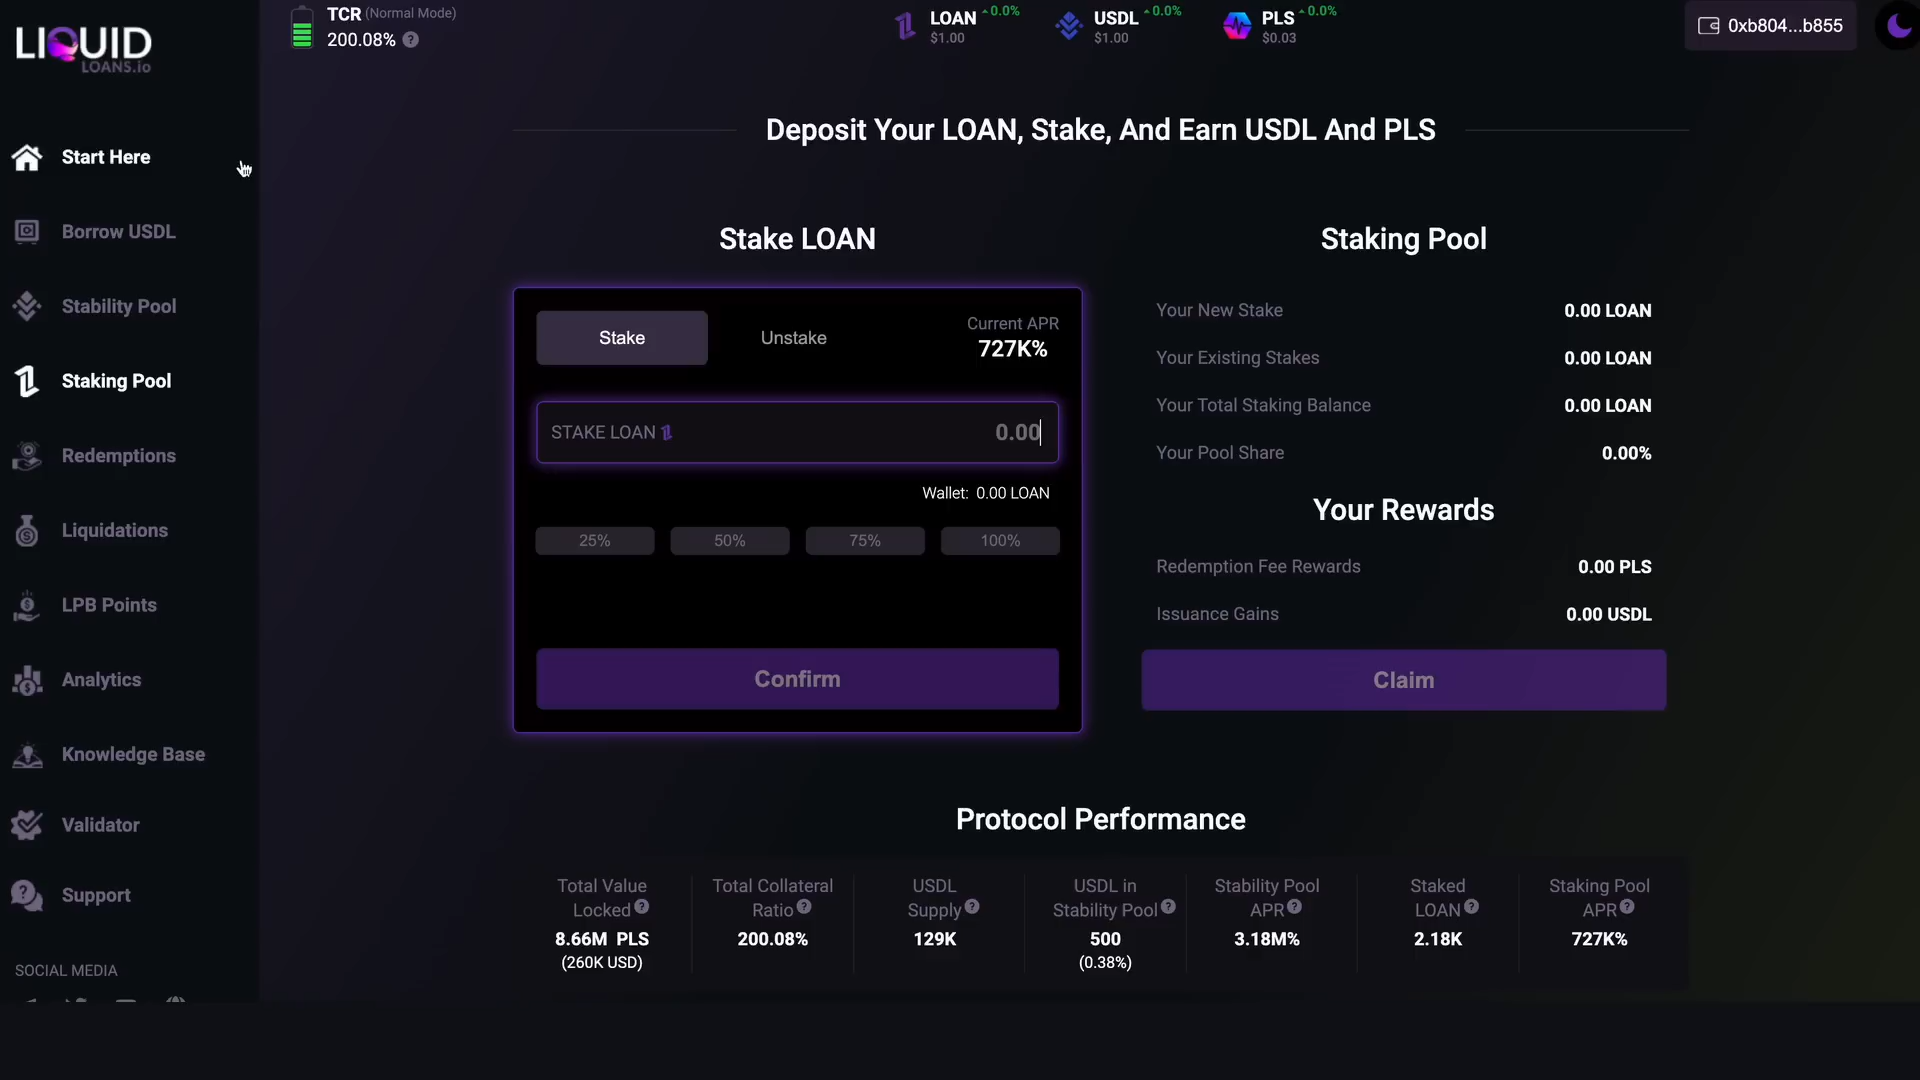 LIQUID
LOANS.io
TCR (Normal Mode)
200.08% ?
LOAN 0.0%
$1.00
USDL 0.0%
$1.00
PLS 0.0%
$0.03
0xb804...b855
Start Here
Borrow USDL
Stability Pool
Staking Pool
Redemptions
Liquidations
LPB Points
Analytics
Knowledge Base
Validator
Support
SOCIAL MEDIA
Deposit Your LOAN, Stake, And Earn USDL And PLS
Stake LOAN
Stake
Unstake
Current APR
727K%
STAKE LOAN
0.00
Wallet: 0.00 LOAN
25%
50%
75%
100%
Confirm
Staking Pool
Your New Stake 0.00 LOAN
Your Existing Stakes 0.00 LOAN
Your Total Staking Balance 0.00 LOAN
Your Pool Share 0.00%
Your Rewards
Redemption Fee Rewards 0.00 PLS
Issuance Gains 0.00 USDL
Claim
Protocol Performance
Total Value
Locked ?
8.66M PLS
(260K USD)
Total Collateral
Ratio ?
200.08%
USDL
Supply ?
129K
USDL in
Stability Pool ?
500
(0.38%)
Stability Pool
APR ?
3.18M%
Staked
LOAN ?
2.18K
Staking Pool
APR ?
727K%